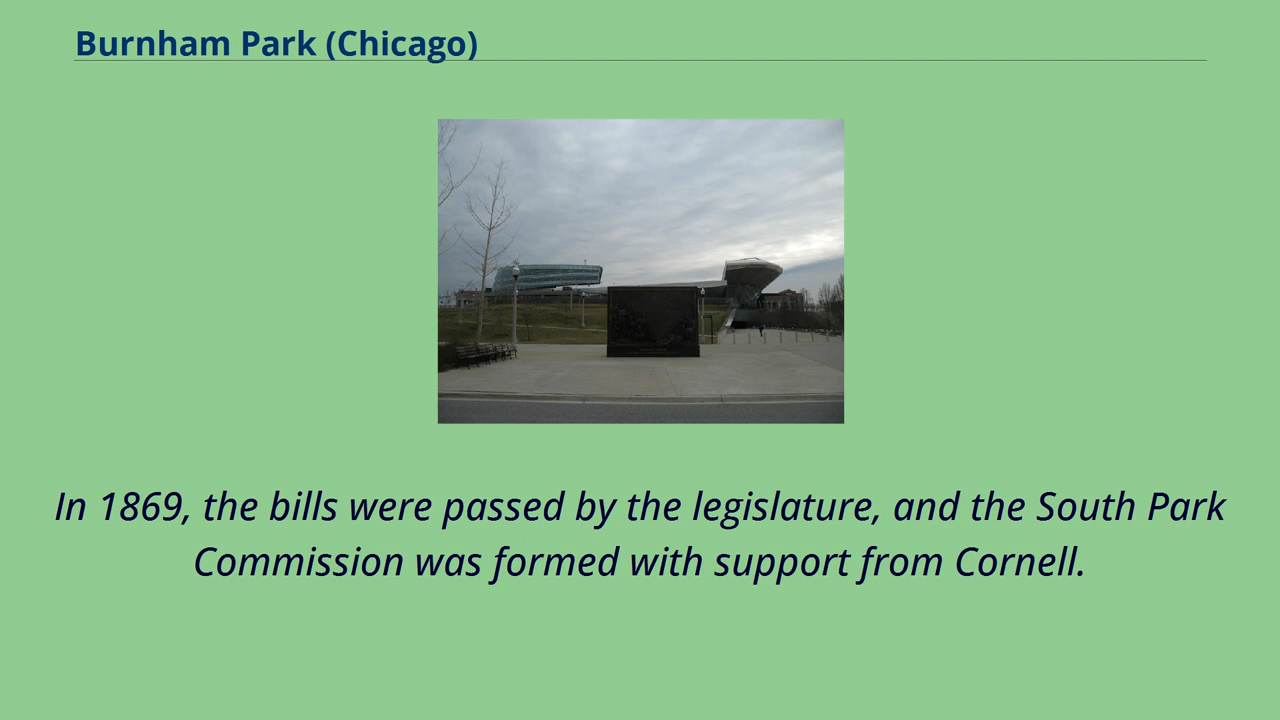 Burnham Park (Chicago)
In 1869, the bills were passed by the legislature, and the South Park
Commission was formed with support from Cornell.